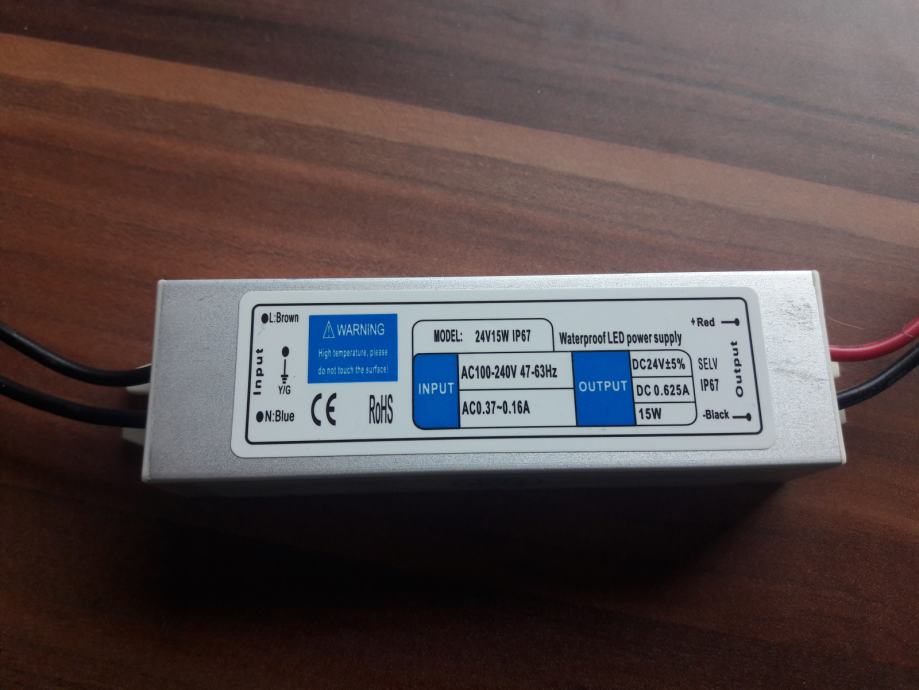 L:Brown
Input
Y/G
N:Blue
WARNING
High temperature, please
do not touch the surface!
CE
RoHS
MODEL: 24V15W IP67
Waterproof LED power supply
INPUT
AC100-240V 47-63Hz
AC0.37~0.16A
OUTPUT
DC24V±5%
DC 0.625A
15W
SELV
IP67
+Red
Output
-Black